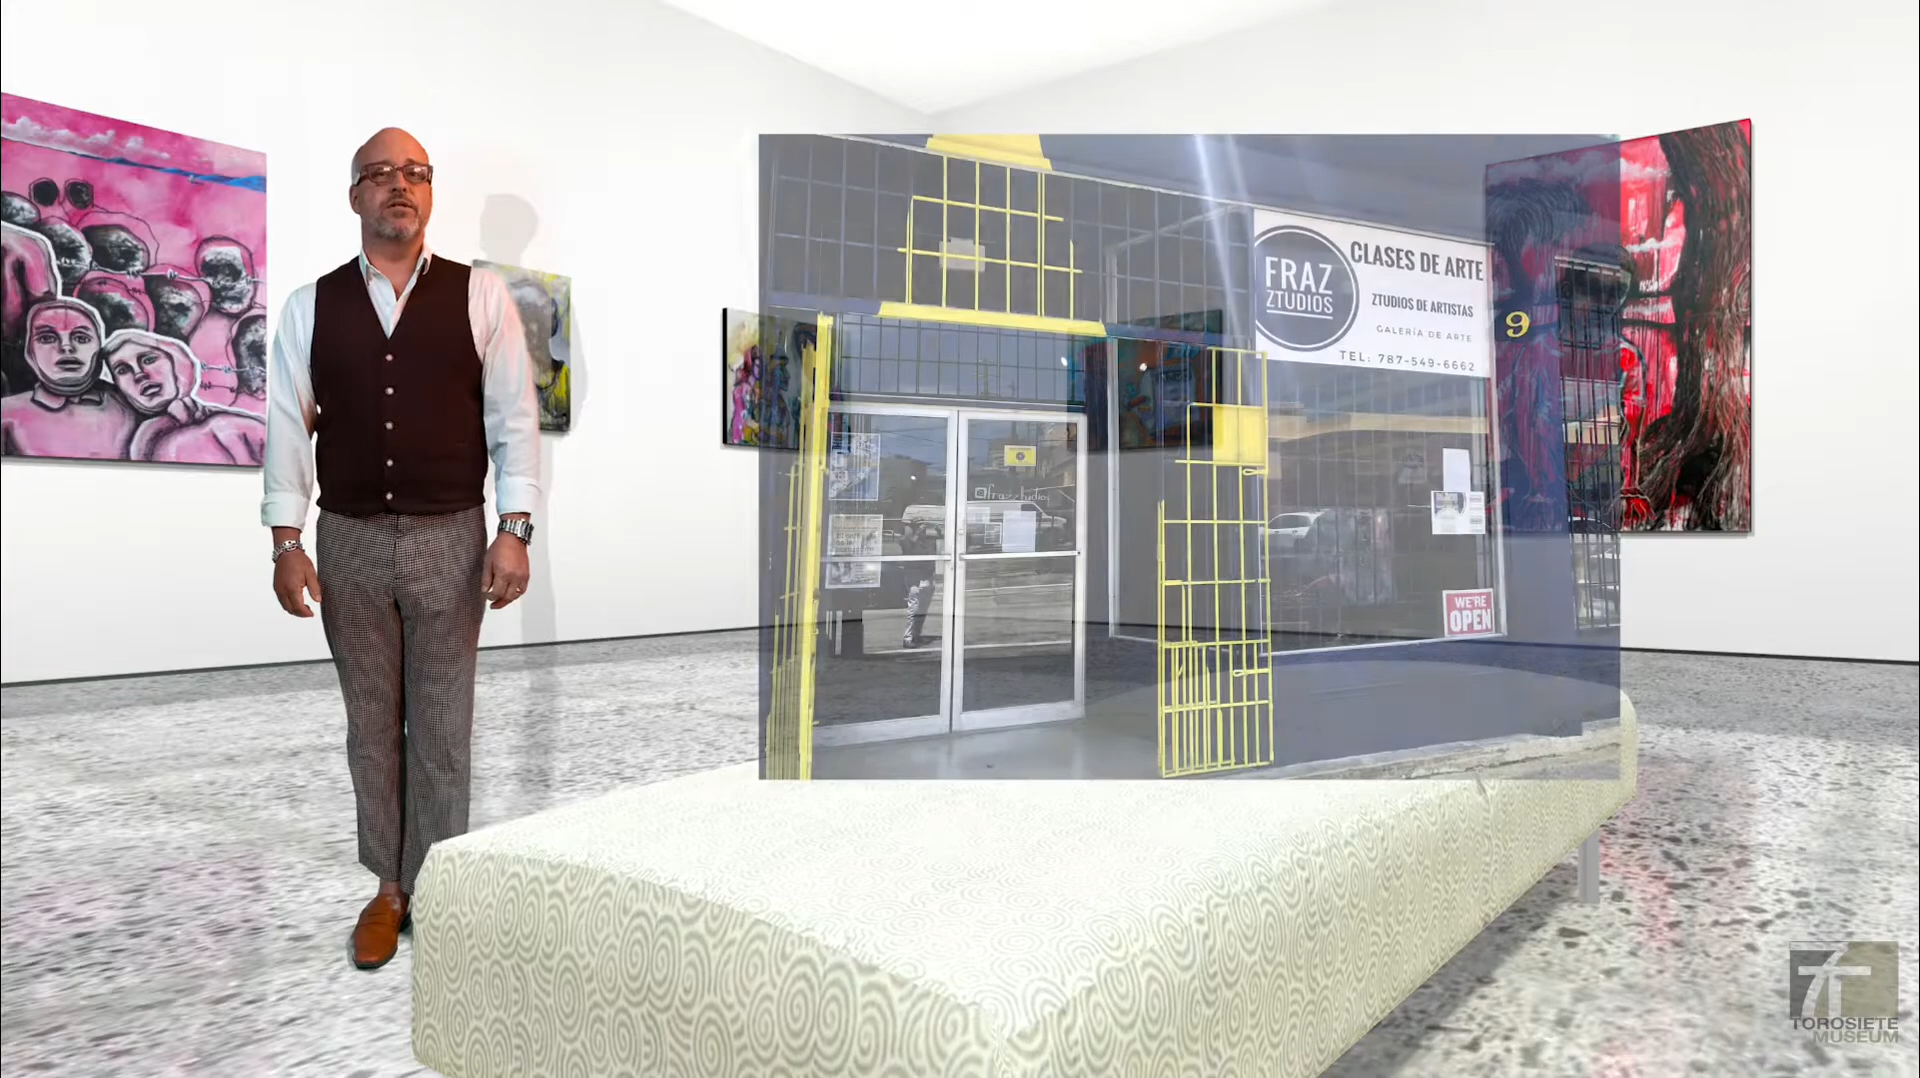 FRAZ
ZTUDIOS
CLASES DE ARTE
ZTUDIOS DE ARTISTAS
GALERÍA DE ARTE
TEL: 787-549-6662
9
@frazztudios
WE'RE
OPEN
TOROSIETE
MUSEUM